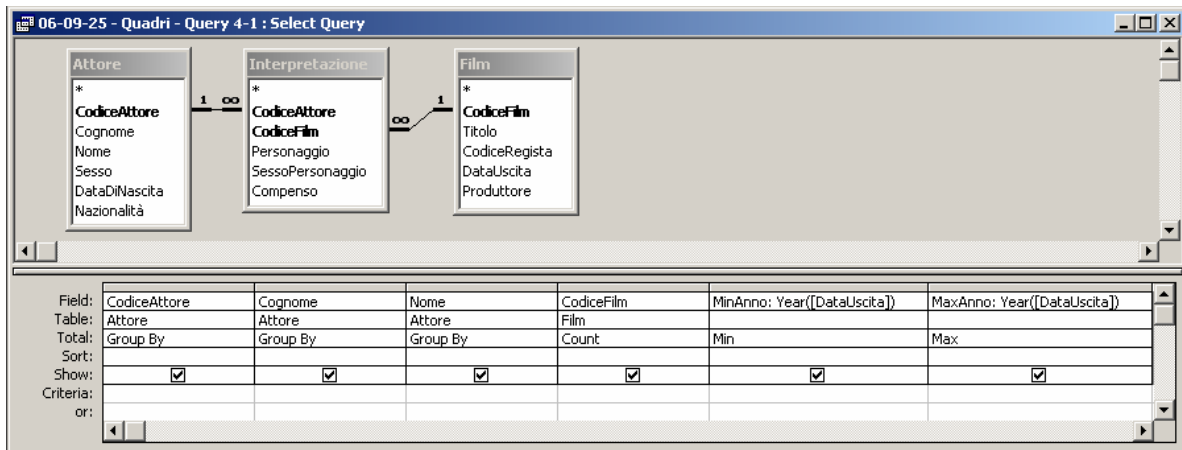 06-09-25 - Quadri - Query 4-1 : Select Query
Attore
*
CodiceAttore
Cognome
Nome
Sesso
DataDiNascita
Nazionalità
1 ∞
Interpretazione
*
CodiceAttore
CodiceFilm
Personaggio
SessoPersonaggio
Compenso
∞ 1
Film
*
CodiceFilm
Titolo
CodiceRegista
DataUscita
Produttore
Field: CodiceAttore Cognome Nome CodiceFilm MinAnno: Year([DataUscita]) MaxAnno: Year([DataUscita])
Table: Attore Attore Attore Film
Total: Group By Group By Group By Count Min Max
Sort:
Show:
Criteria:
or: